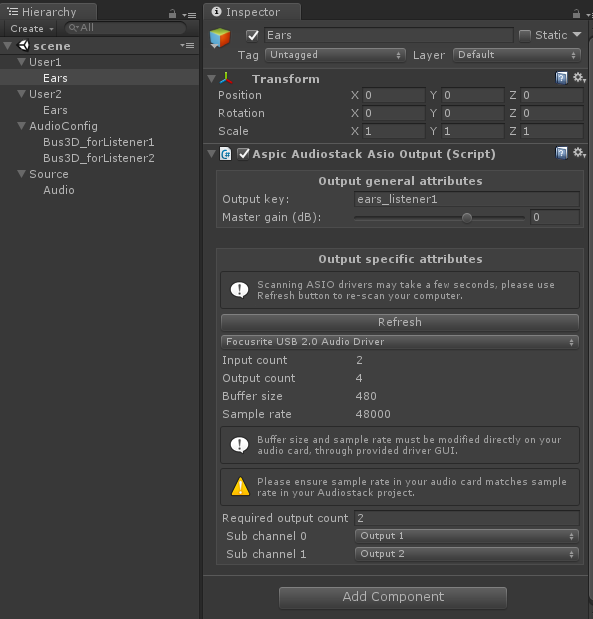 Hierarchy
Create
All
scene
User1
Ears
User2
Ears
AudioConfig
Bus3D_forListener1
Bus3D_forListener2
Source
Audio
Inspector
Ears
Static
Tag Untagged Layer Default
Transform
Position X 0 Y 0 Z 0
Rotation X 0 Y 0 Z 0
Scale X 1 Y 1 Z 1
Aspic Audiostack Asio Output (Script)
Output general attributes
Output key: ears_listener1
Master gain (dB): 0
Output specific attributes
Scanning ASIO drivers may take a few seconds, please use
Refresh button to re-scan your computer.
Refresh
Focusrite USB 2.0 Audio Driver
Input count 2
Output count 4
Buffer size 480
Sample rate 48000
Buffer size and sample rate must be modified directly on your
audio card, through provided driver GUI.
Please ensure sample rate in your audio card matches sample
rate in your Audiostack project.
Required output count 2
Sub channel 0 Output 1
Sub channel 1 Output 2
Add Component